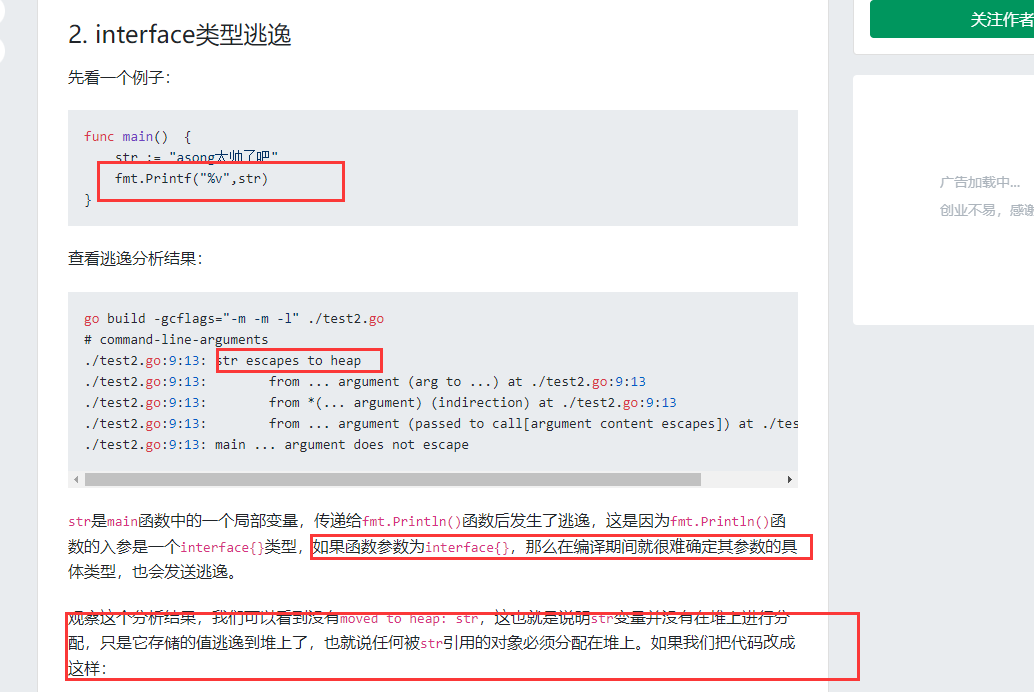 2. interface类型逃逸
先看一个例子：
func main()  {
    str := "asong太帅了吧"
    fmt.Printf("%v",str)
}
查看逃逸分析结果：
go build -gcflags="-m -m -l" ./test2.go
# command-line-arguments
./test2.go:9:13: str escapes to heap
./test2.go:9:13:        from ... argument (arg to ...) at ./test2.go:9:13
./test2.go:9:13:        from *(... argument) (indirection) at ./test2.go:9:13
./test2.go:9:13:        from ... argument (passed to call[argument content escapes]) at ./tes
./test2.go:9:13: main ... argument does not escape
str是main函数中的一个局部变量，传递给fmt.Println()函数后发生了逃逸，这是因为fmt.Println()函
数的入参是一个interface{}类型，如果函数参数为interface{}，那么在编译期间就很难确定其参数的具
体类型，也会发送逃逸。
观察这个分析结果，我们可以看到没有moved to heap: str，这也就是说明str变量并没有在堆上进行分
配，只是它存储的值逃逸到堆上了，也就说任何被str引用的对象必须分配在堆上。如果我们把代码改成
这样：
关注作者
广告加载中...
创业不易，感谢